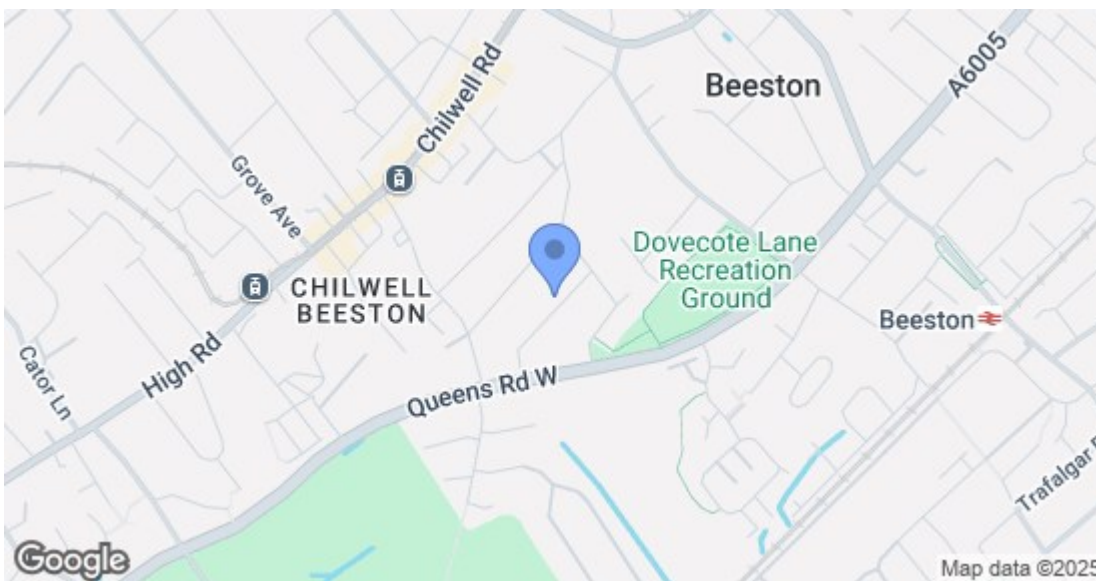 Chilwell Rd
Beeston
A6005
Grove Ave
Dovecote Lane
Recreation
Ground
CHILWELL
BEESTON
Beeston
High Rd
Cator Ln
Queens Rd W
Trafalgar
Google
Map data ©2025